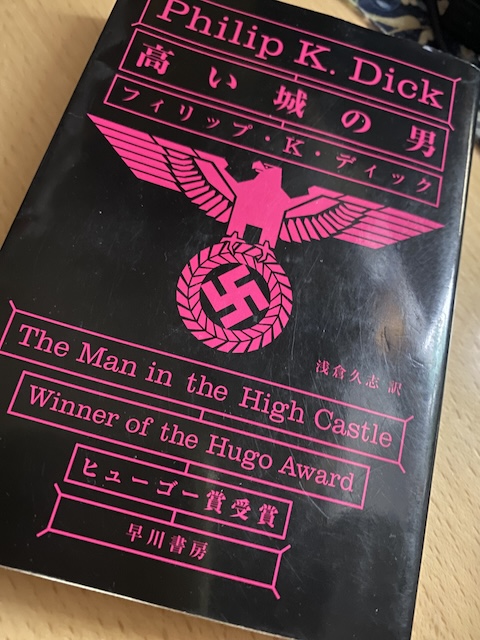 Philip K. Dick
高い城の男
フィリップ・K・ディック
浅倉久志 訳
The Man in the High Castle
Winner of the Hugo Award
ヒューゴー賞受賞
早川書房